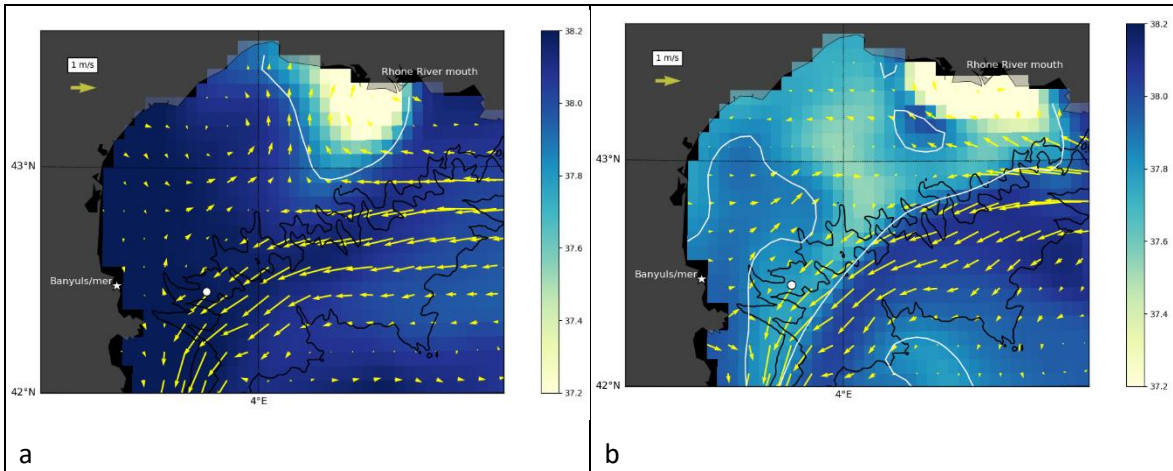 1 m/s
Rhone River mouth
43°N
Banyuls/mer
42°N
4°E
38.2
38.0
37.8
37.6
37.4
37.2
a
1 m/s
Rhone River mouth
43°N
Banyuls/mer
42°N
4°E
38.2
38.0
37.8
37.6
37.4
37.2
b